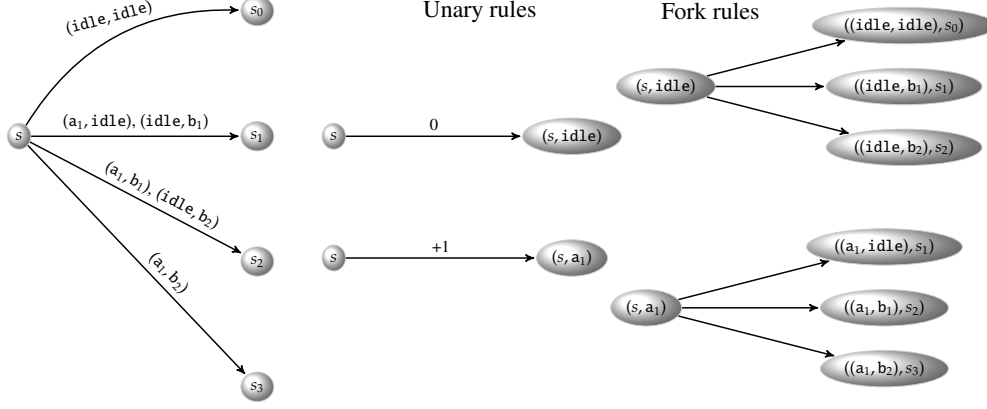 Unary rules
Fork rules
(idle, idle)
s₀
(a₁, idle), (idle, b₁)
s
s₁
(a₁, b₁), (idle, b₂)
s₂
(a₁, b₂)
s₃
s
0
(s, idle)
s
+1
(s, a₁)
(s, idle)
((idle, idle), s₀)
((idle, b₁), s₁)
((idle, b₂), s₂)
(s, a₁)
((a₁, idle), s₁)
((a₁, b₁), s₂)
((a₁, b₂), s₃)